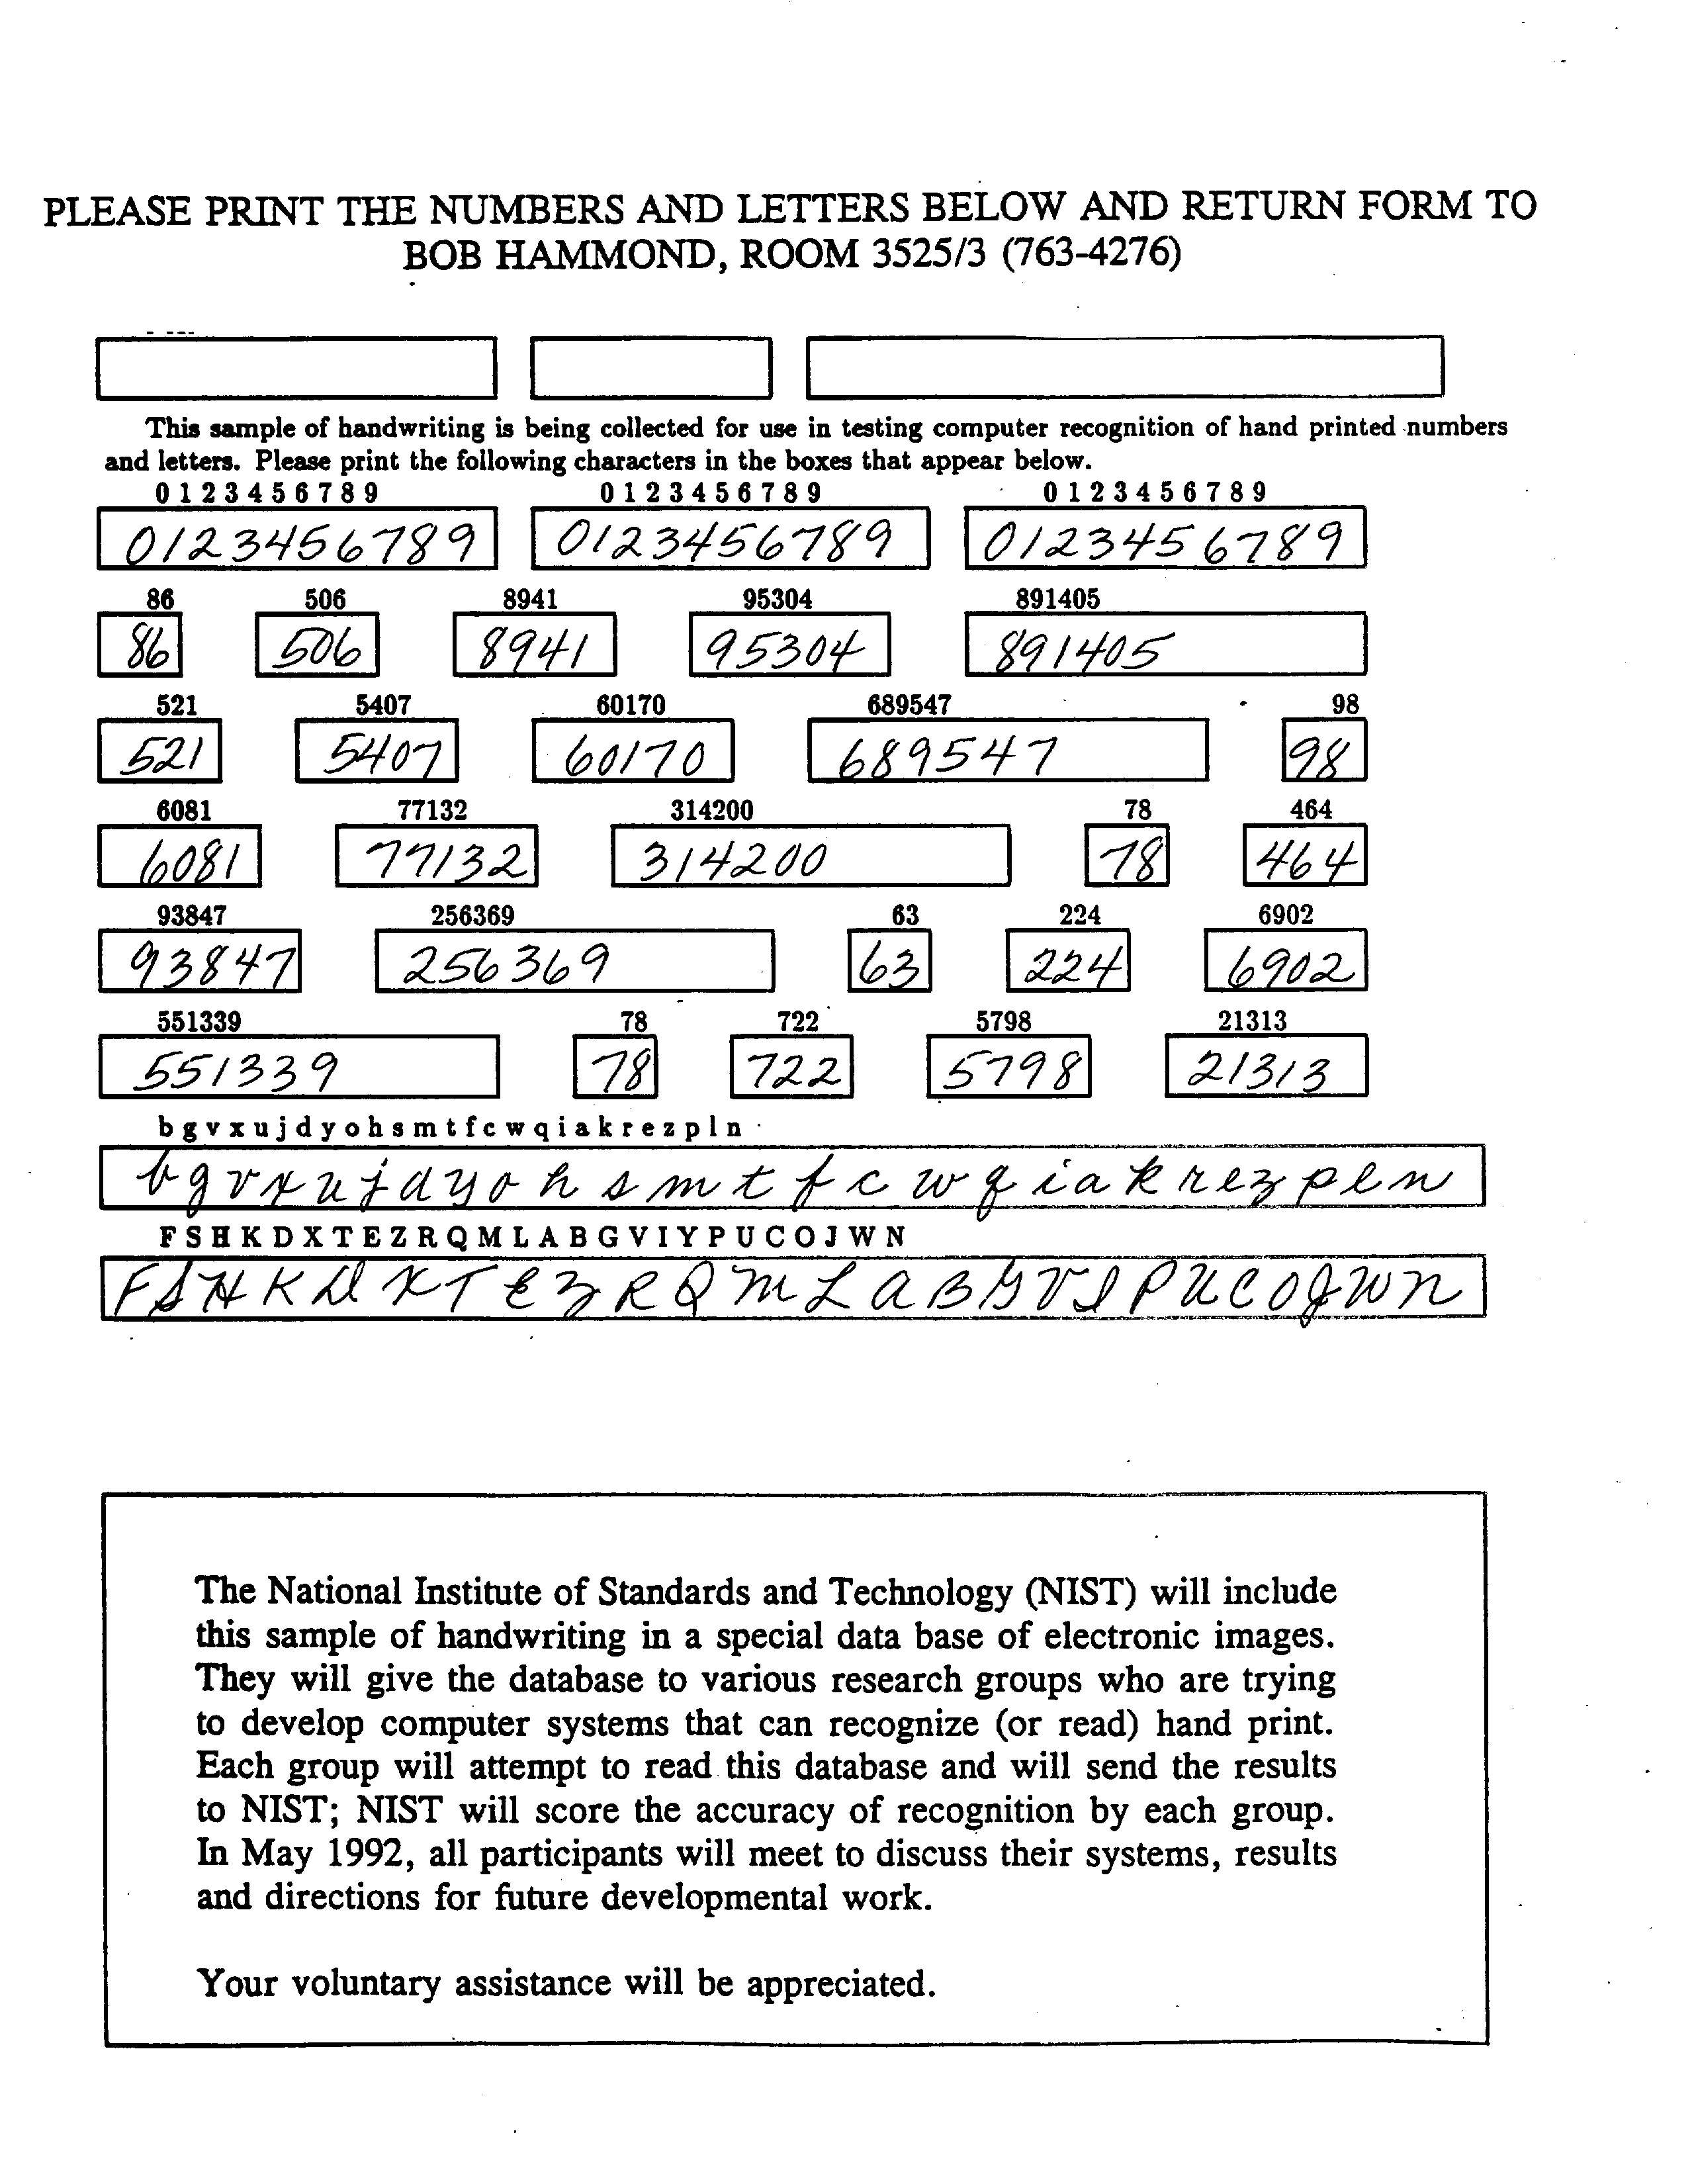 PLEASE PRINT THE NUMBERS AND LETTERS BELOW AND RETURN FORM TO
BOB HAMMOND, ROOM 3525/3 (763-4276)
This sample of handwriting is being collected for use in testing computer recognition of hand printed numbers
and letters. Please print the following characters in the boxes that appear below.
0 1 2 3 4 5 6 7 8 9 0 1 2 3 4 5 6 7 8 9 0 1 2 3 4 5 6 7 8 9
0123456789 0123456789 0123456789
86 506 8941 95304 891405
86 506 8941 95304 891405
521 5407 60170 689547 98
521 5407 60170 689547 98
6081 77132 314200 78 464
6081 77132 314200 78 464
93847 256369 63 224 6902
93847 256369 63 224 6902
551339 78 722 5798 21313
551339 78 722 5798 21313
b g v x u j d y o h s m t f c w q i a k r e z p l n
b g v x u j d y o h s m t f c w q i a k r e z p l n
F S H K D X T E Z R Q M L A B G V I Y P U C O J W N
F S H K D X T E Z R Q M L A B G V I P U C O J W N
The National Institute of Standards and Technology (NIST) will include
this sample of handwriting in a special data base of electronic images.
They will give the database to various research groups who are trying
to develop computer systems that can recognize (or read) hand print.
Each group will attempt to read this database and will send the results
to NIST; NIST will score the accuracy of recognition by each group.
In May 1992, all participants will meet to discuss their systems, results
and directions for future developmental work.
Your voluntary assistance will be appreciated.